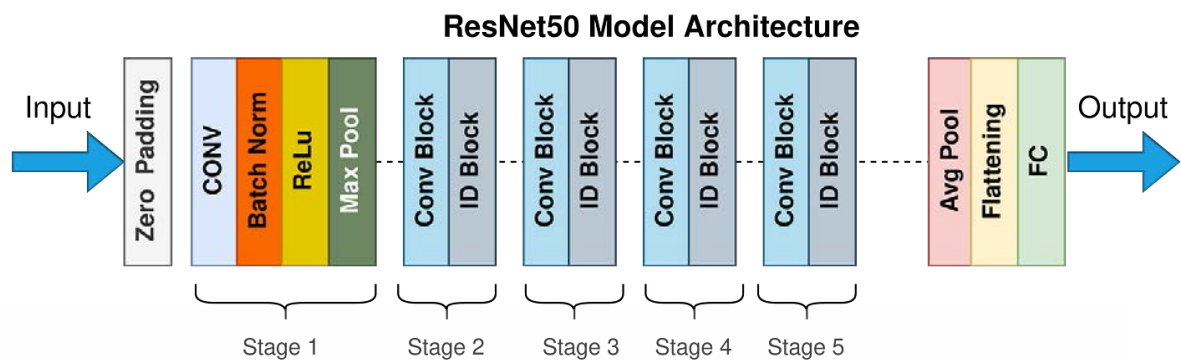 ResNet50 Model Architecture
Input
Zero Padding
CONV
Batch Norm
ReLu
Max Pool
Conv Block
ID Block
Conv Block
ID Block
Conv Block
ID Block
Conv Block
ID Block
Avg Pool
Flattening
FC
Output
Stage 1
Stage 2
Stage 3
Stage 4
Stage 5